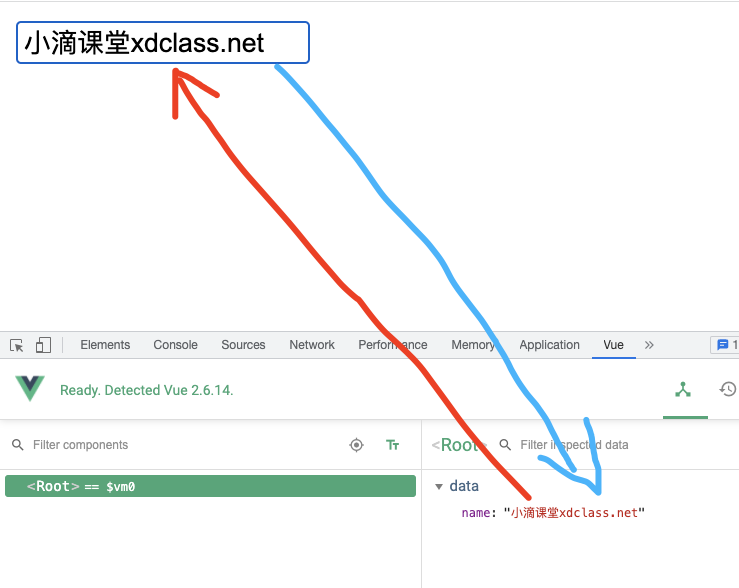 小滴课堂xdclass.net
Elements Console Sources Network Performance Memory Application Vue » 1
Ready. Detected Vue 2.6.14.
Filter components Tт <Root> Filter inspected data
<Root> == $vm0
data
name: "小滴课堂xdclass.net"